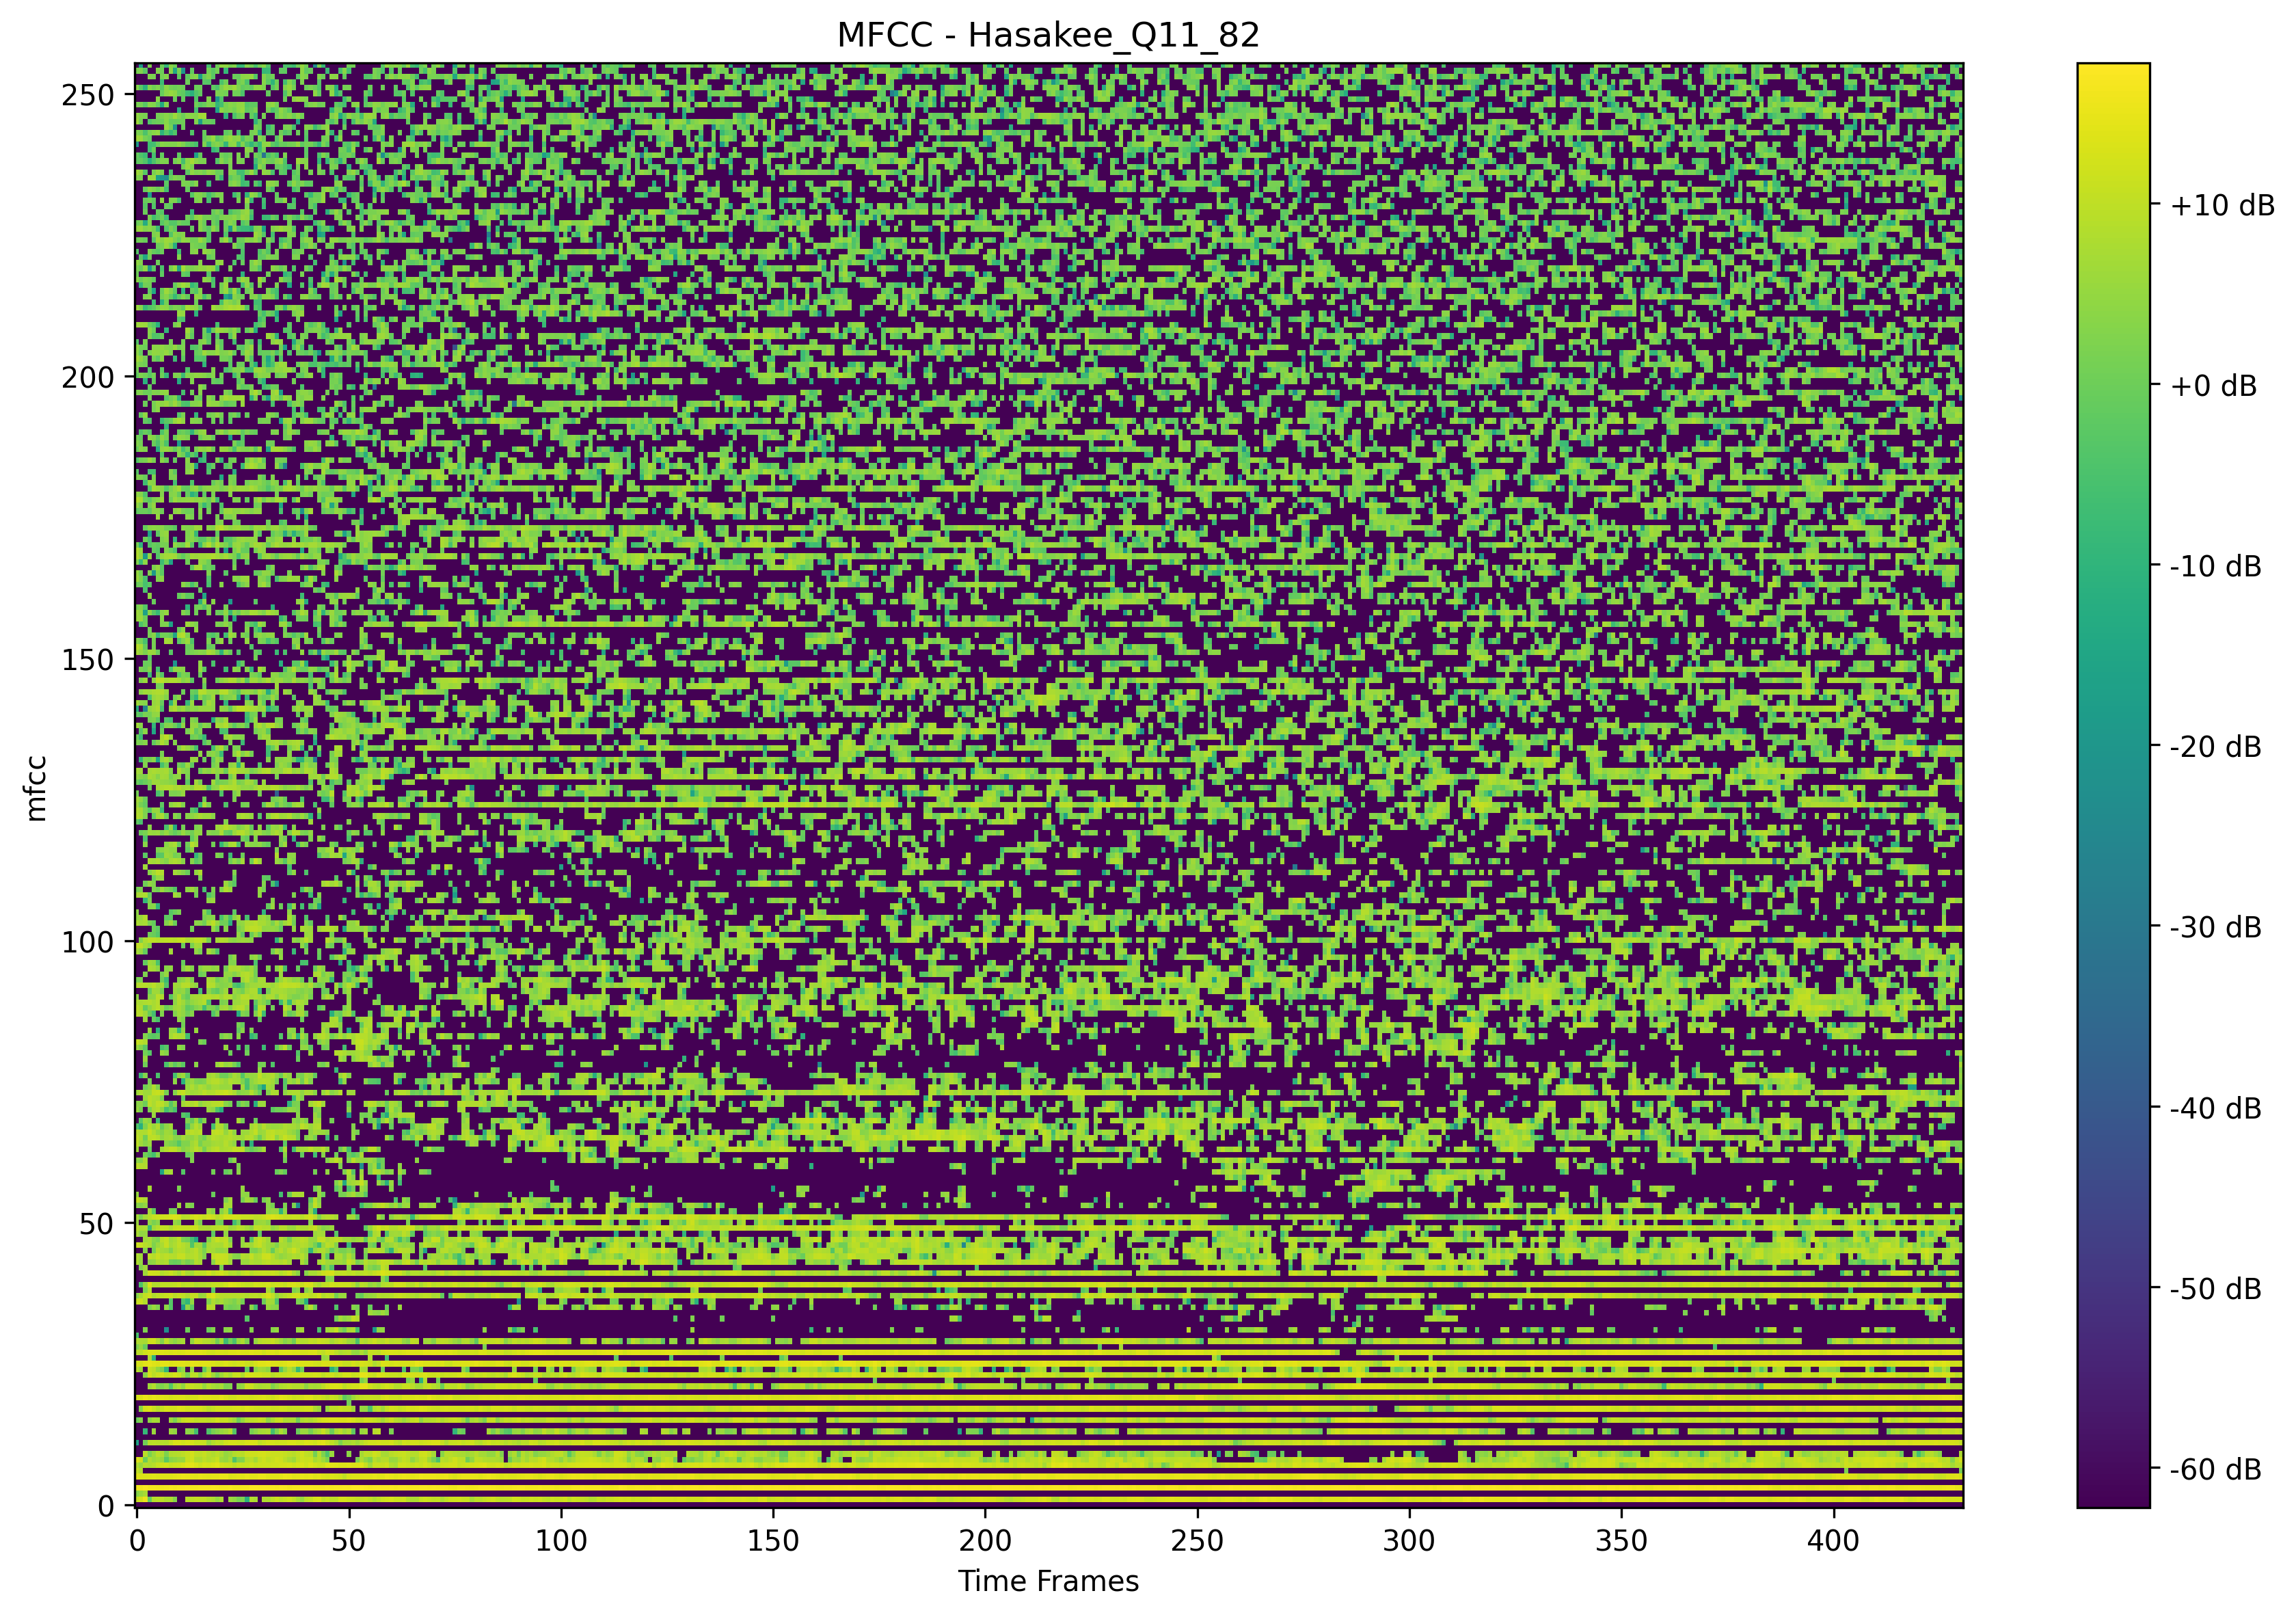 MFCC - Hasakee_Q11_82
250
200
150
100
50
0
mfcc
0 50 100 150 200 250 300 350 400
Time Frames
+10 dB
+0 dB
-10 dB
-20 dB
-30 dB
-40 dB
-50 dB
-60 dB